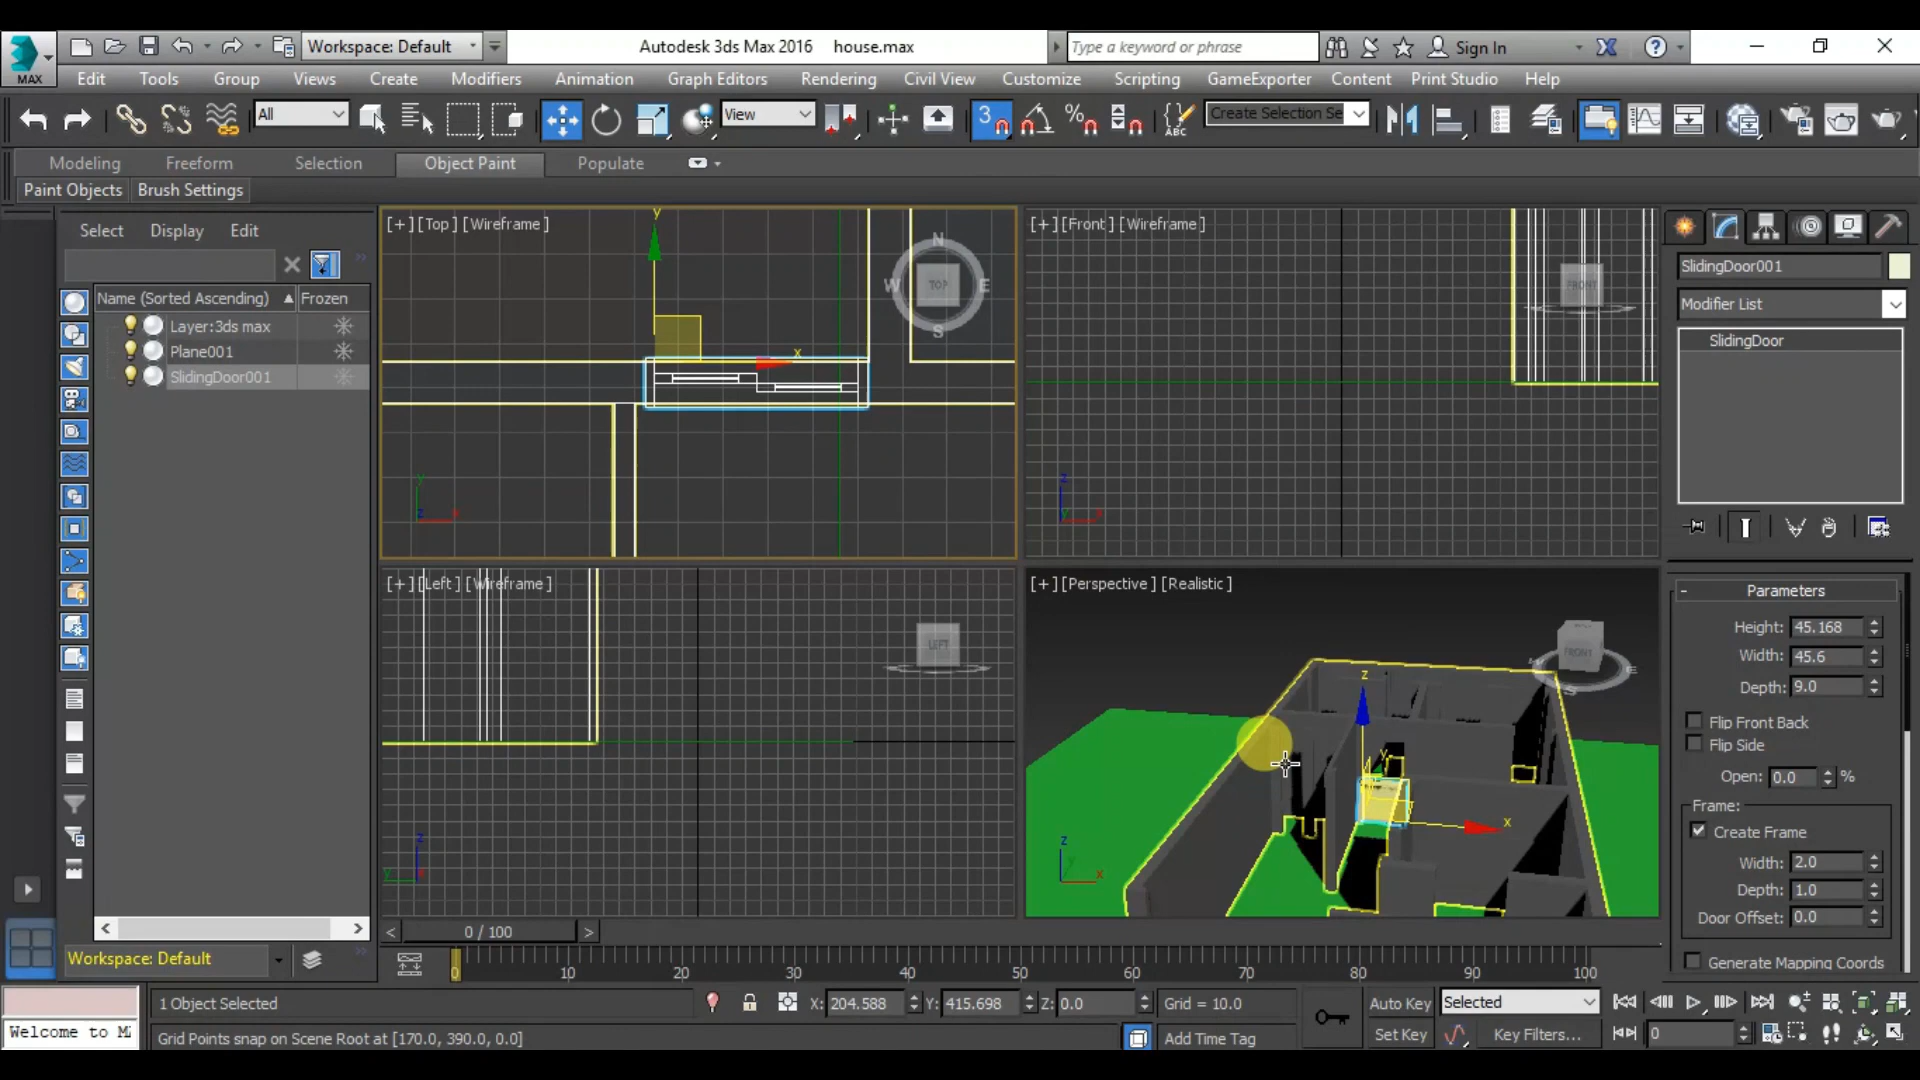 MAX
Workspace: Default
Autodesk 3ds Max 2016 house.max
Type a keyword or phrase
Sign In
Edit Tools Group Views Create Modifiers Animation Graph Editors Rendering Civil View Customize Scripting GameExporter Content Print Studio Help
All
View
3
%
ABC
Create Selection Se
Modeling Freeform Selection Object Paint Populate
Paint Objects Brush Settings
Select Display Edit
Name (Sorted Ascending) Frozen
Layer:3ds max
Plane001
SlidingDoor001
Workspace: Default
[+] [Top] [Wireframe]
y
x
N
W TOP E
S
y
z x
[+] [Front] [Wireframe]
FRONT
z
y x
[+] [Left] [Wireframe]
LEFT
z
y x
[+] [Perspective] [Realistic]
FRONT
S E
z
y
x
z
y
x
SlidingDoor001
Modifier List
SlidingDoor
- Parameters
Height: 45.168
Width: 45.6
Depth: 9.0
Flip Front Back
Flip Side
Open: 0.0 %
Frame:
Create Frame
Width: 2.0
Depth: 1.0
Door Offset: 0.0
Generate Mapping Coords
< 0 / 100 >
0 10 20 30 40 50 60 70 80 90 100
1 Object Selected
X: 204.588 Y: 415.698 Z: 0.0
Grid = 10.0
Auto Key
Selected
Welcome to M
Grid Points snap on Scene Root at [170.0, 390.0, 0.0]
Add Time Tag
Set Key
Key Filters...
0